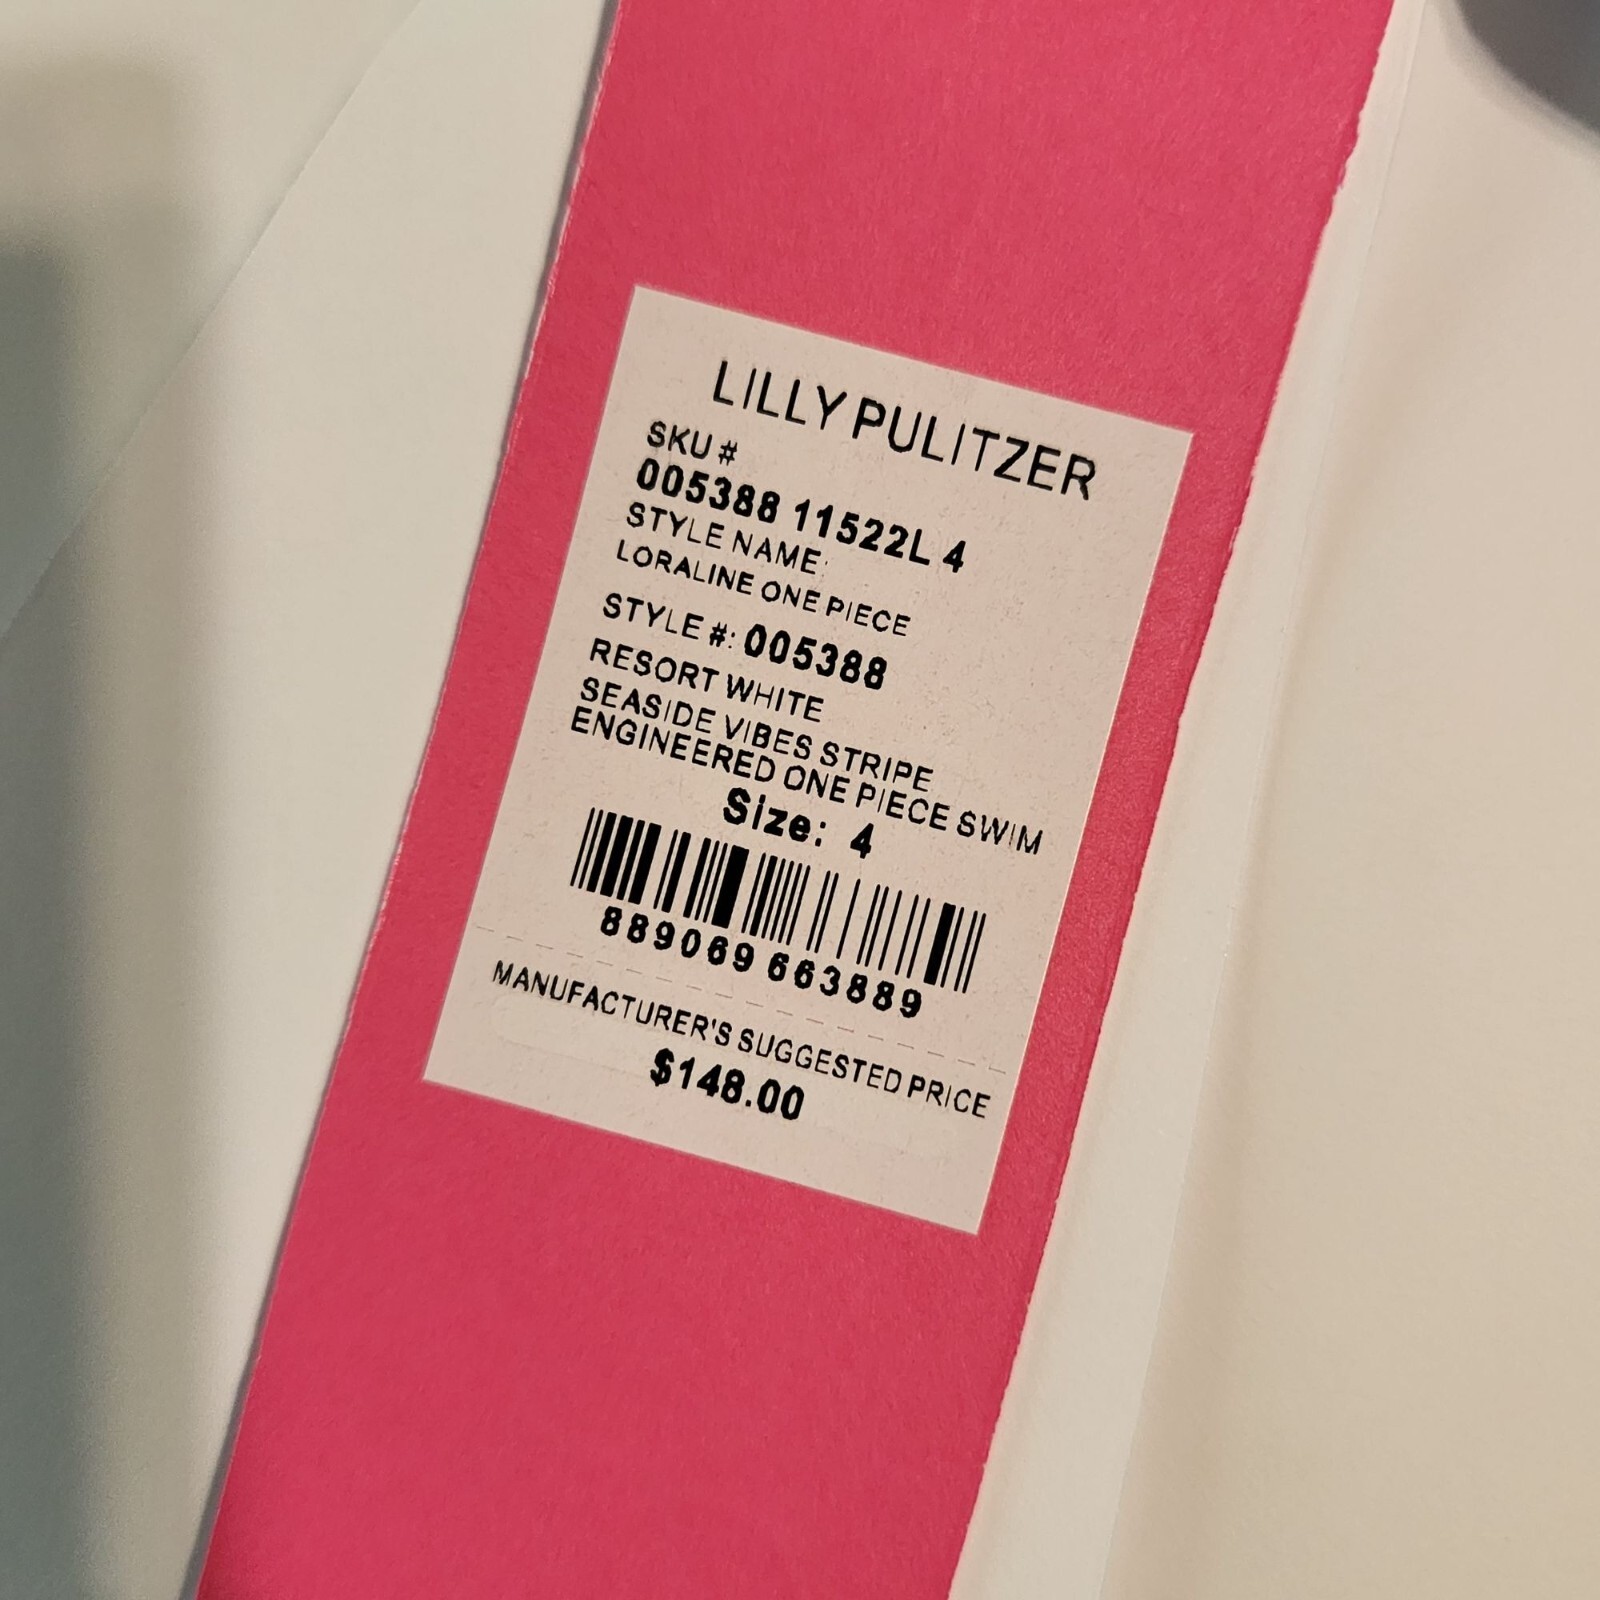 LILLY PULITZER
SKU #
005388 11522L 4
STYLE NAME:
LORALINE ONE PIECE
STYLE #: 005388
RESORT WHITE
SEASIDE VIBES STRIPE
ENGINEERED ONE PIECE SWIM
Size: 4
889069 663889
MANUFACTURER'S SUGGESTED PRICE
$148.00